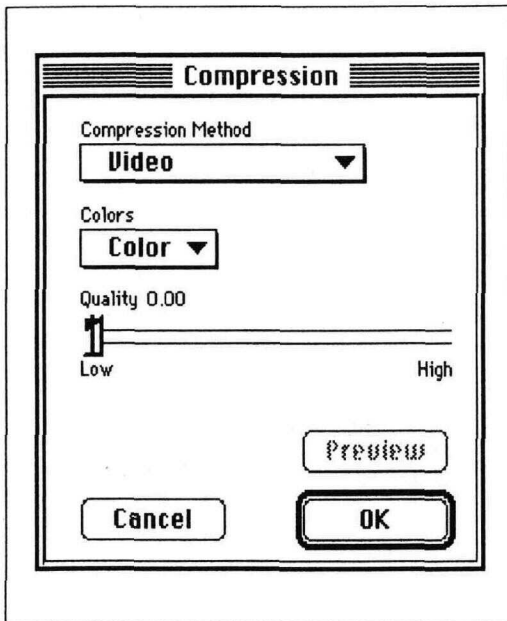 Compression
Compression Method
Video
Colors
Color
Quality 0.00
Low High
Preview
Cancel OK